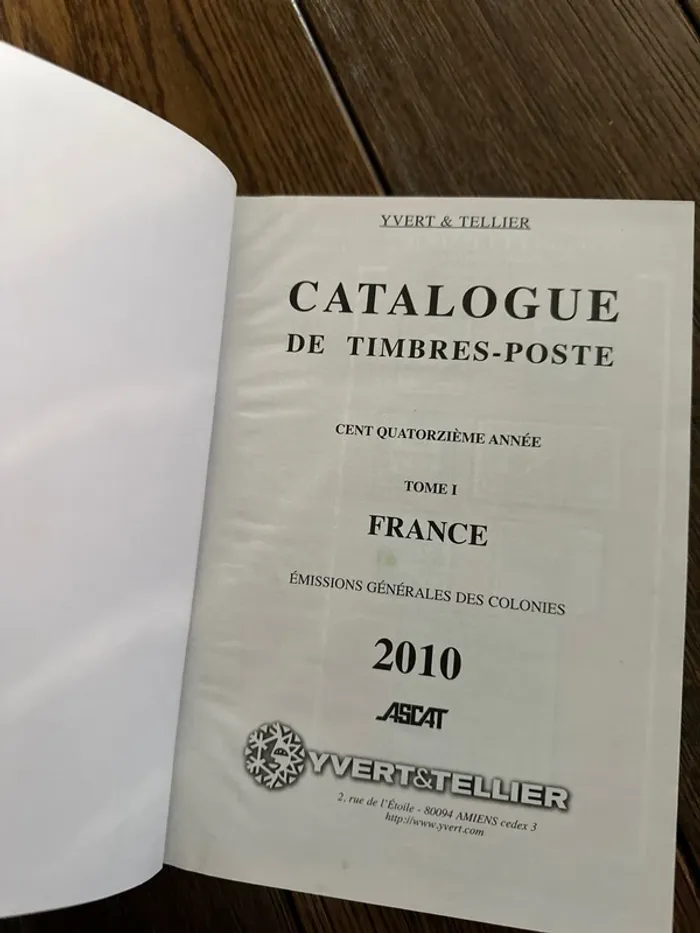 YVERT & TELLIER
CATALOGUE
DE TIMBRES-POSTE
CENT QUATORZIÈME ANNÉE
TOME I
FRANCE
ÉMISSIONS GÉNÉRALES DES COLONIES
2010
ASCAT
YVERT&TELLIER
2, rue de l'Étoile - 80094 AMIENS cedex 3
http://www.yvert.com